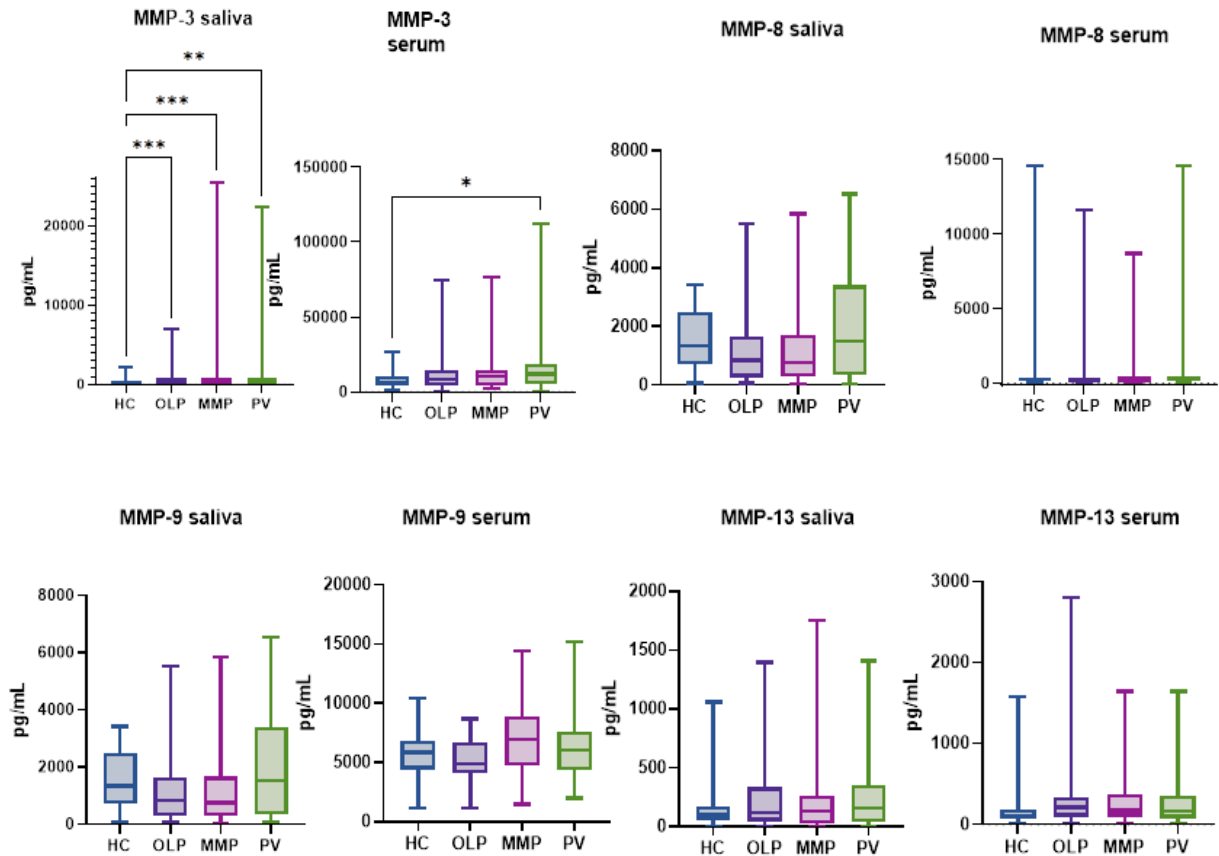 MMP-3 saliva
**
***
***
20000
10000
0
pg/mL
HC OLP MMP PV
MMP-3
serum
*
150000
100000
50000
0
pg/mL
HC OLP MMP PV
MMP-8 saliva
8000
6000
4000
2000
0
pg/mL
HC OLP MMP PV
MMP-8 serum
15000
10000
5000
0
pg/mL
HC OLP MMP PV
MMP-9 saliva
8000
6000
4000
2000
0
pg/mL
HC OLP MMP PV
MMP-9 serum
20000
15000
10000
5000
0
pg/mL
HC OLP MMP PV
MMP-13 saliva
2000
1500
1000
500
0
pg/mL
HC OLP MMP PV
MMP-13 serum
3000
2000
1000
0
pg/mL
HC OLP MMP PV